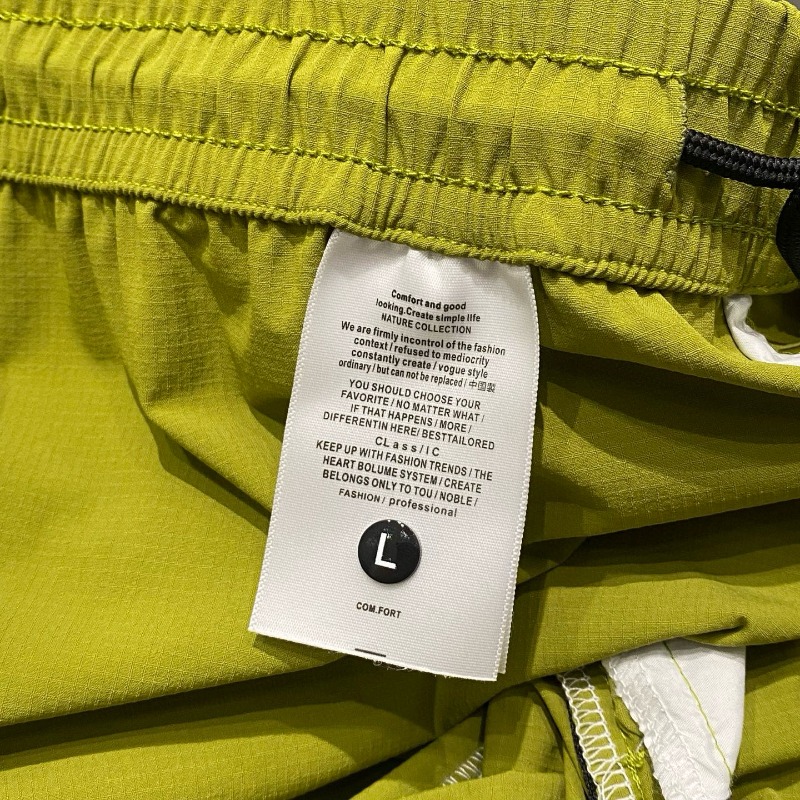 Comfort and good
looking.Create simple life
NATURE COLLECTION
We are firmly incontrol of the fashion
context / refused to mediocrity
constantly create / vogue style
ordinary / but can not be replaced / 中國製
YOU SHOULD CHOOSE YOUR
FAVORITE / NO MATTER WHAT /
IF THAT HAPPENS / MORE /
DIFFERENTIN HERE/ BESTTAILORED
CLass/IC
KEEP UP WITH FASHION TRENDS / THE
HEART BOLUME SYSTEM / CREATE
BELONGS ONLY TO TOU / NOBLE /
FASHION / professional
L
COM.FORT